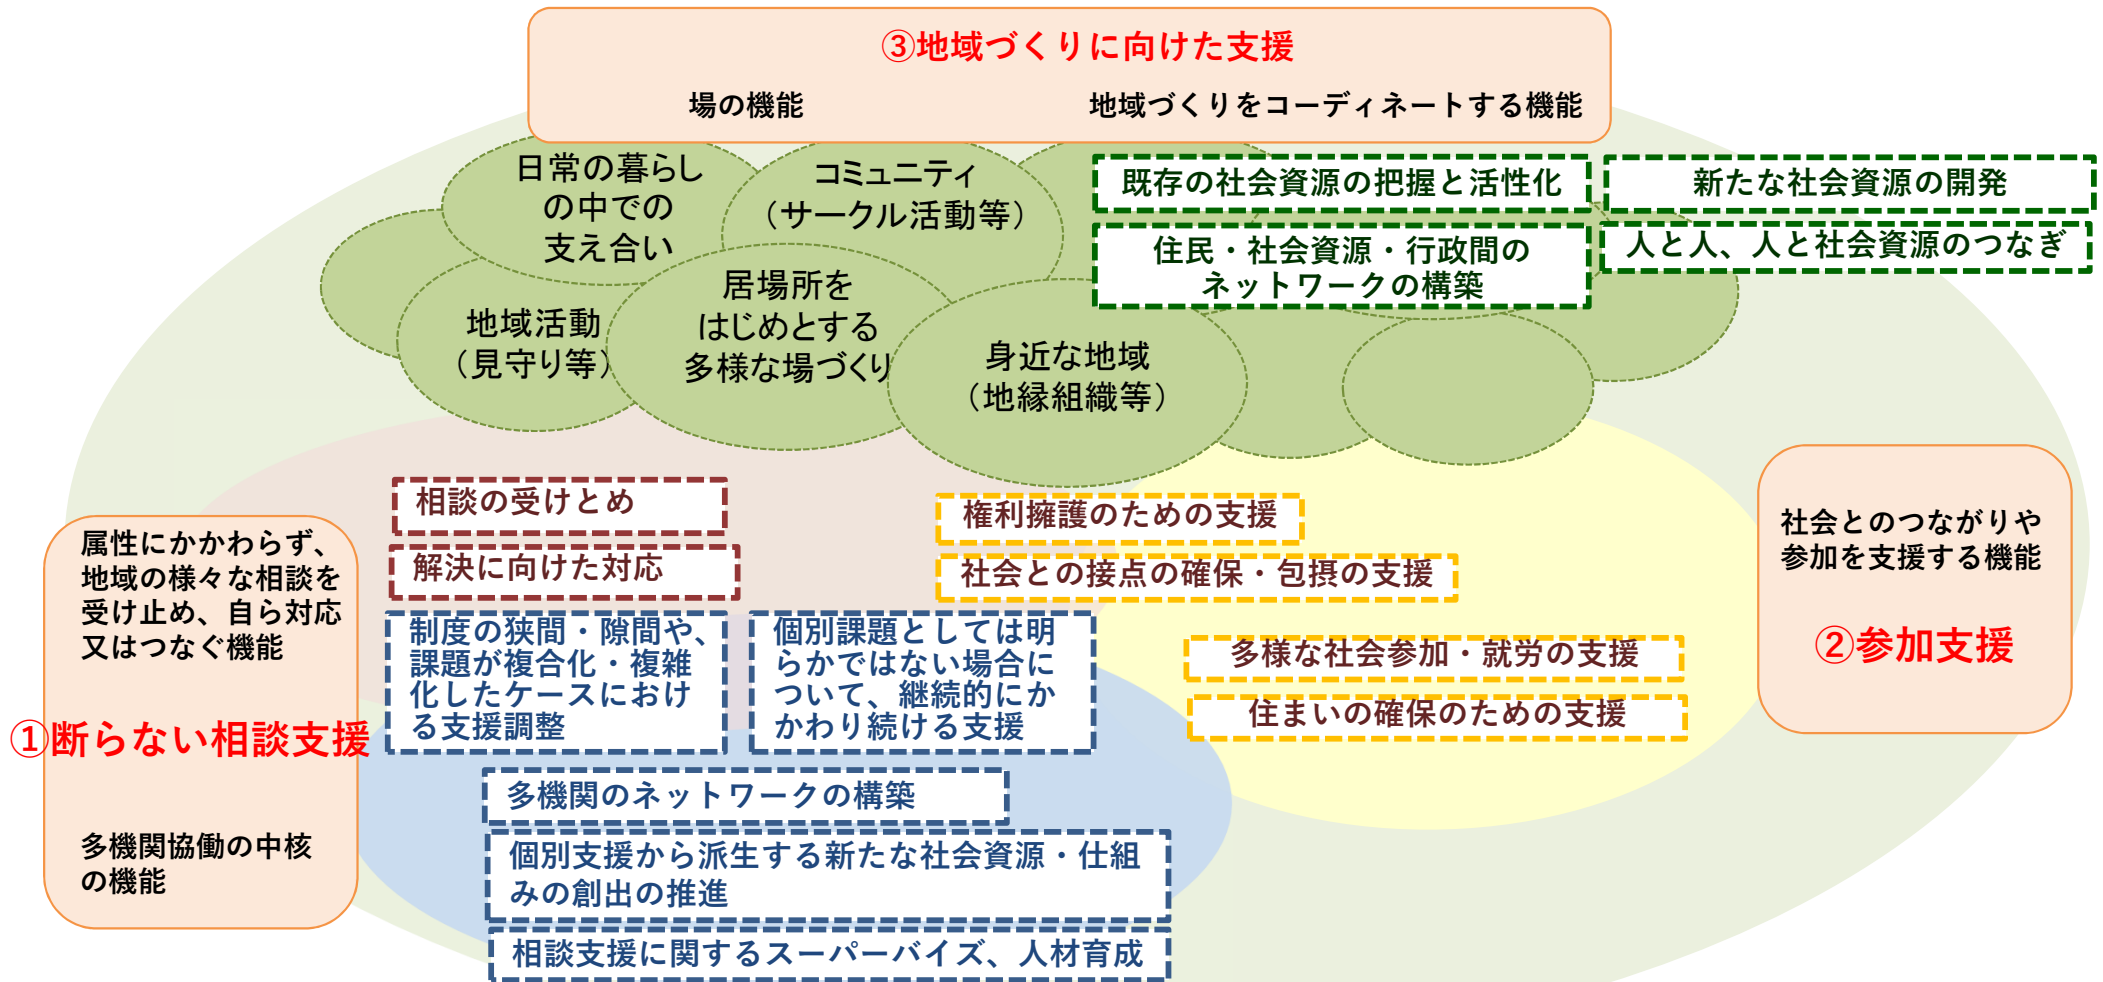 ③地域づくりに向けた支援
場の機能
地域づくりをコーディネートする機能
日常の暮らし
の中での
支え合い
コミュニティ
（サークル活動等）
地域活動
（見守り等）
居場所を
はじめとする
多様な場づくり
身近な地域
（地縁組織等）
既存の社会資源の把握と活性化
新たな社会資源の開発
住民・社会資源・行政間の
ネットワークの構築
人と人、人と社会資源のつなぎ
属性にかかわらず、
地域の様々な相談を
受け止め、自ら対応
又はつなぐ機能
①断らない相談支援
多機関協働の中核
の機能
相談の受けとめ
解決に向けた対応
制度の狭間・隙間や、
課題が複合化・複雑
化したケースにおけ
る支援調整
個別課題としては明
らかではない場合に
ついて、継続的にか
かわり続ける支援
多機関のネットワークの構築
個別支援から派生する新たな社会資源・仕組
みの創出の推進
相談支援に関するスーパーバイズ、人材育成
権利擁護のための支援
社会との接点の確保・包摂の支援
多様な社会参加・就労の支援
住まいの確保のための支援
社会とのつながりや
参加を支援する機能
②参加支援